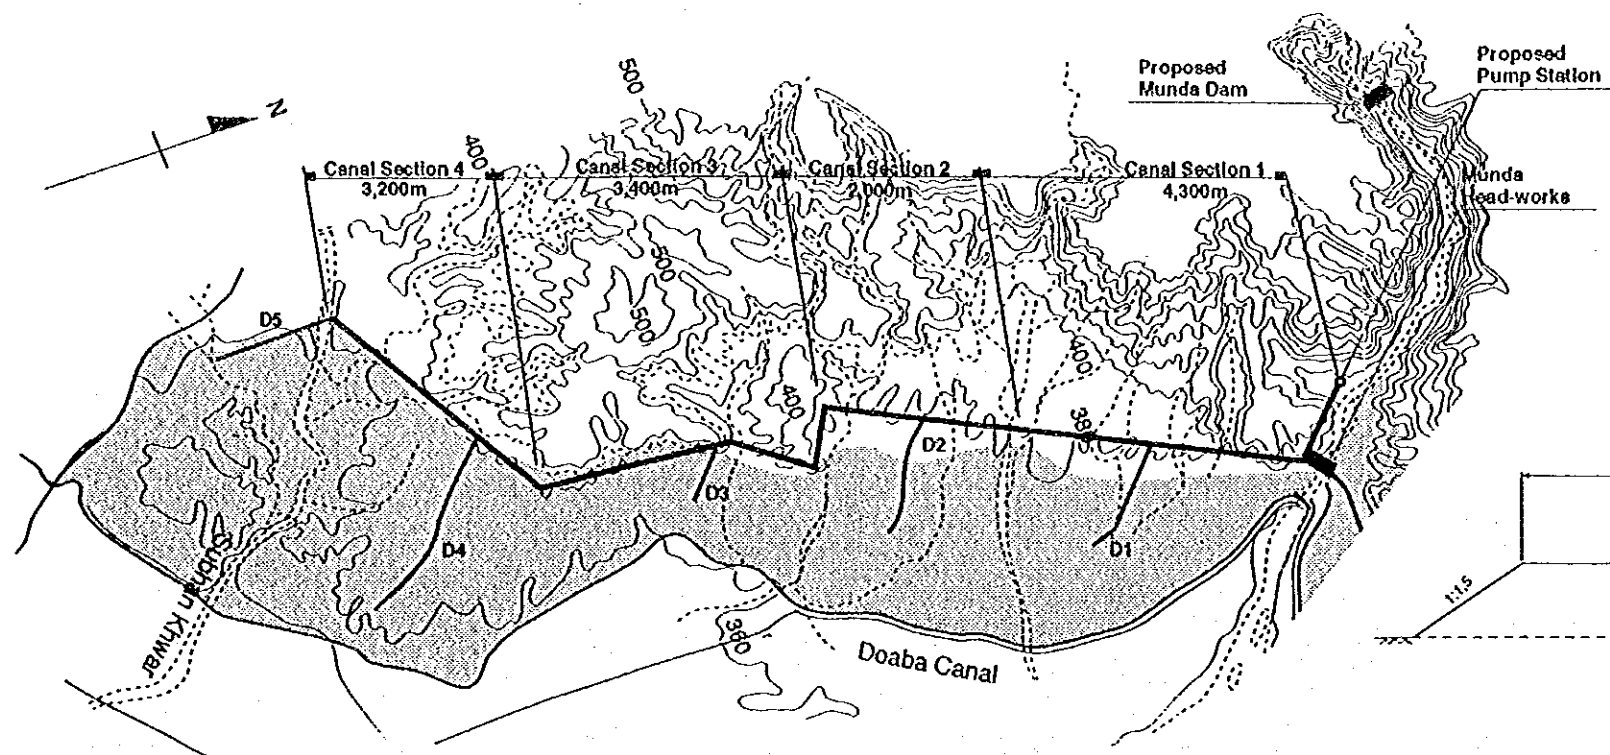 Proposed
Munda Dam
Proposed
Pump Station
N
500
400
Canal Section 4
3,200m
Canal Section 3
3,400m
Canal Section 2
2,000m
Canal Section 1
4,300m
Munda
Head-works
500
500
400
400
D5
D2
D3
D4
D1
Subhan Khwar
360
Doaba Canal
1:1.5